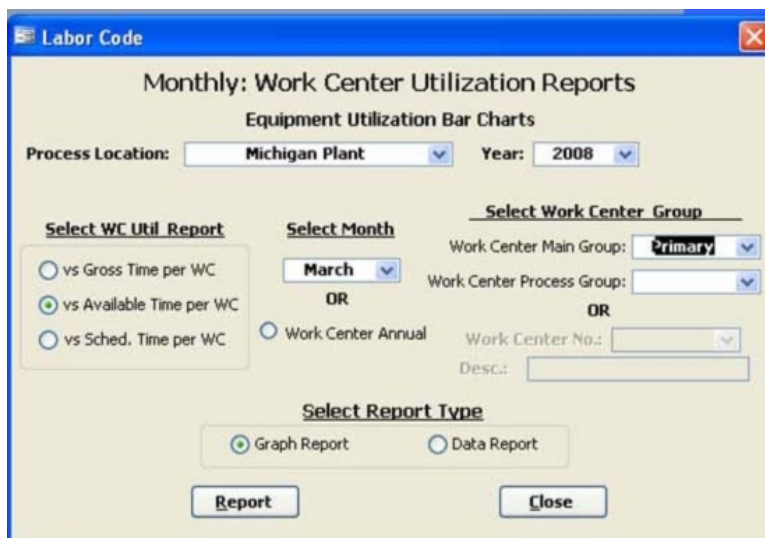 Labor Code
Monthly: Work Center Utilization Reports
Equipment Utilization Bar Charts
Process Location: Michigan Plant Year: 2008
Select WC Util Report
vs Gross Time per WC
vs Available Time per WC
vs Sched. Time per WC
Select Month
March
OR
Work Center Annual
Select Work Center Group
Work Center Main Group: Primary
Work Center Process Group:
OR
Work Center No.:
Desc.:
Select Report Type
Graph Report Data Report
Report Close